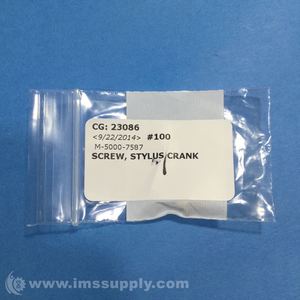 CG: 23086
<9/22/2014> #100
M-5000-7587
SCREW, STYLUS CRANK
© www.imssupply.com